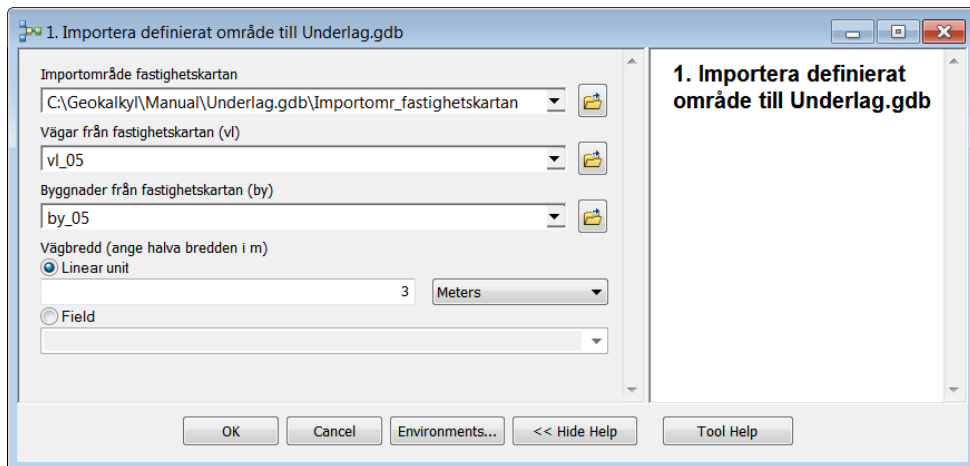 1. Importera definierat område till Underlag.gdb
Importområde fastighetskartan
C:\Geokalkyl\Manual\Underlag.gdb\Importomr_fastighetskartan
Vägar från fastighetskartan (vl)
vl_05
Byggnader från fastighetskartan (by)
by_05
Vägbredd (ange halva bredden i m)
Linear unit
3 Meters
Field
1. Importera definierat
område till Underlag.gdb
OK Cancel Environments... << Hide Help Tool Help